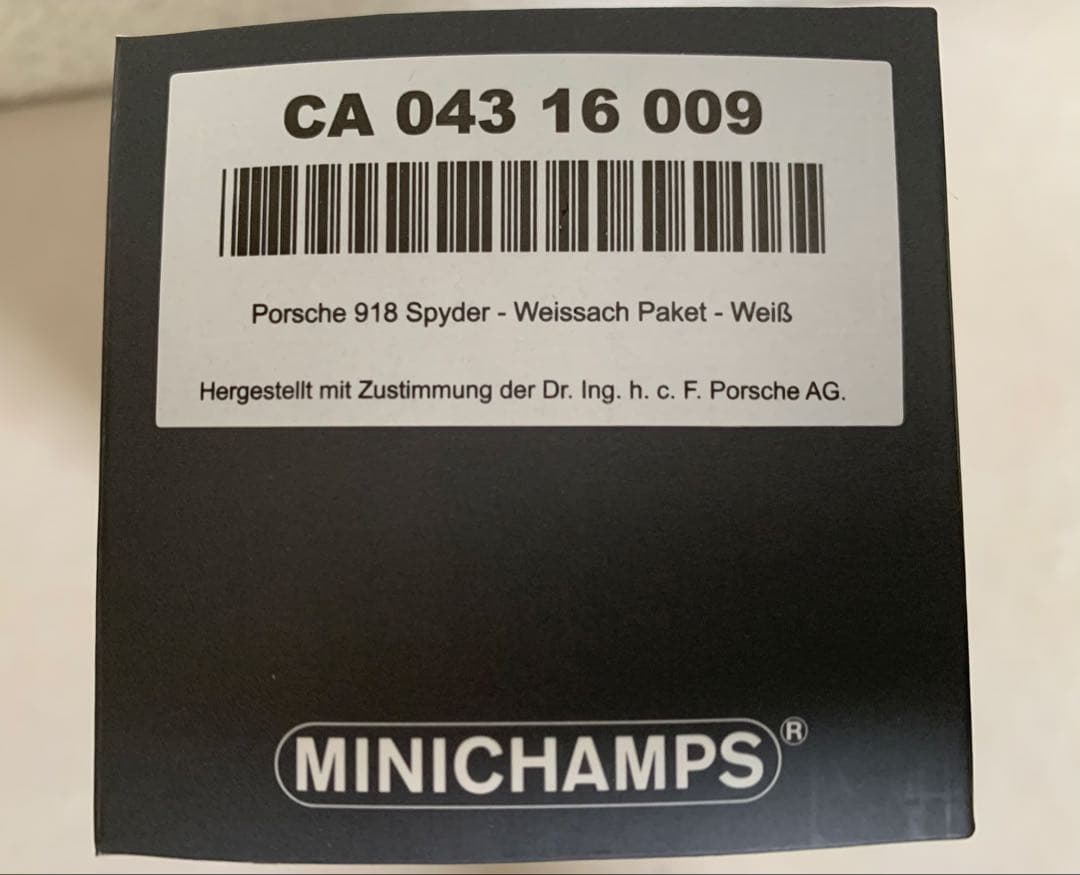 CA 043 16 009
Porsche 918 Spyder - Weissach Paket - Weiß
Hergestellt mit Zustimmung der Dr. Ing. h. c. F. Porsche AG.
MINICHAMPS®